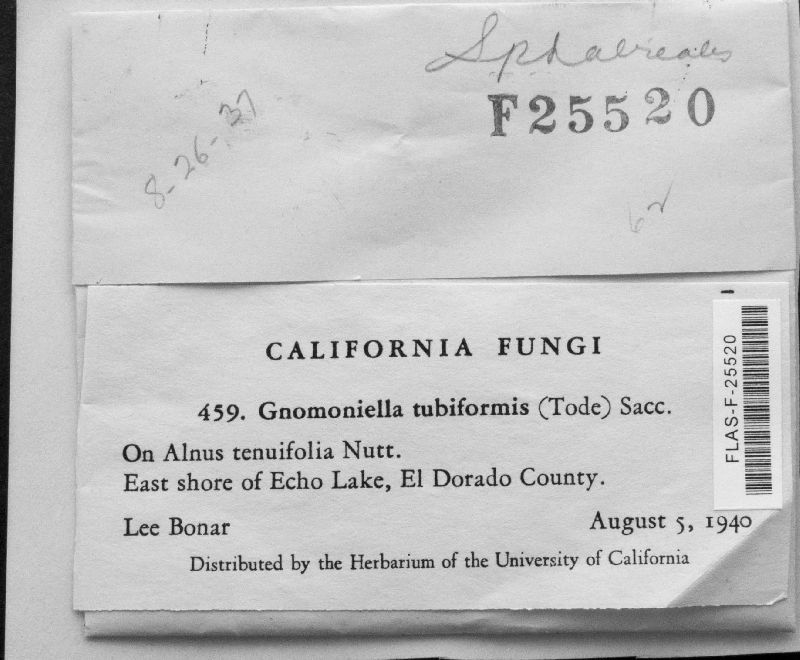 Sphaereales
F25520
8-26-37
CALIFORNIA FUNGI
459. Gnomoniella tubiformis (Tode) Sacc.
On Alnus tenuifolia Nutt.
East shore of Echo Lake, El Dorado County.
Lee Bonar August 5, 1940
Distributed by the Herbarium of the University of California
FLAS-F-25520